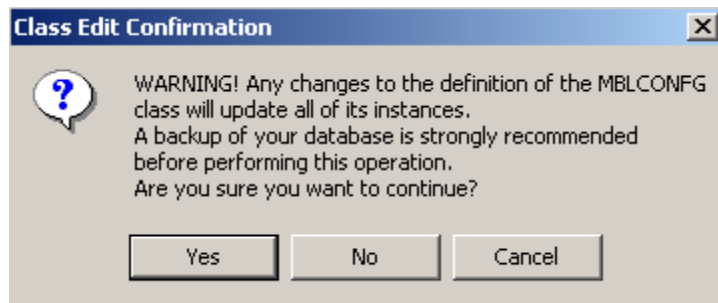 Class Edit Confirmation
WARNING! Any changes to the definition of the MBLCONFG
class will update all of its instances.
A backup of your database is strongly recommended
before performing this operation.
Are you sure you want to continue?
Yes No Cancel